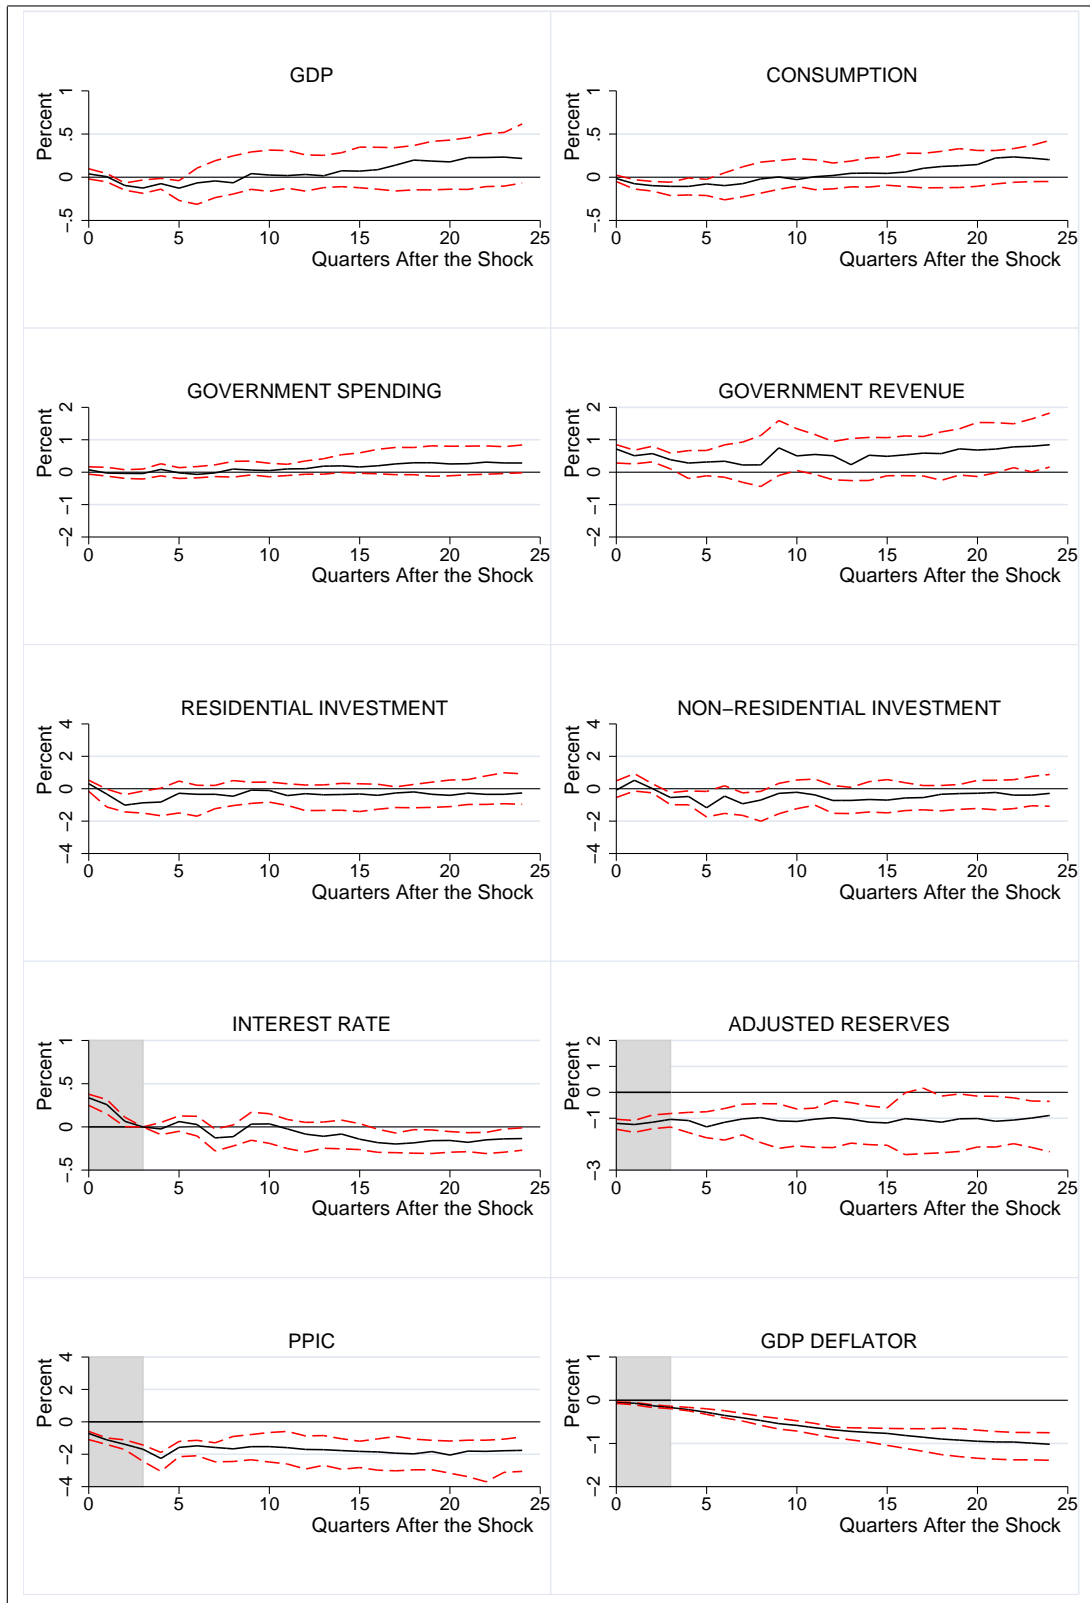 GDP
Percent
1
.5
0
−.5
0 5 10 15 20 25
Quarters After the Shock
CONSUMPTION
Percent
1
.5
0
−.5
0 5 10 15 20 25
Quarters After the Shock
GOVERNMENT SPENDING
Percent
2
1
0
−1
−2
0 5 10 15 20 25
Quarters After the Shock
GOVERNMENT REVENUE
Percent
2
1
0
−1
−2
0 5 10 15 20 25
Quarters After the Shock
RESIDENTIAL INVESTMENT
Percent
4
2
0
−2
−4
0 5 10 15 20 25
Quarters After the Shock
NON−RESIDENTIAL INVESTMENT
Percent
4
2
0
−2
−4
0 5 10 15 20 25
Quarters After the Shock
INTEREST RATE
Percent
1
.5
0
−.5
0 5 10 15 20 25
Quarters After the Shock
ADJUSTED RESERVES
Percent
2
1
0
−1
−3
0 5 10 15 20 25
Quarters After the Shock
PPIC
Percent
4
2
0
−2
−4
0 5 10 15 20 25
Quarters After the Shock
GDP DEFLATOR
Percent
1
0
−1
−2
0 5 10 15 20 25
Quarters After the Shock